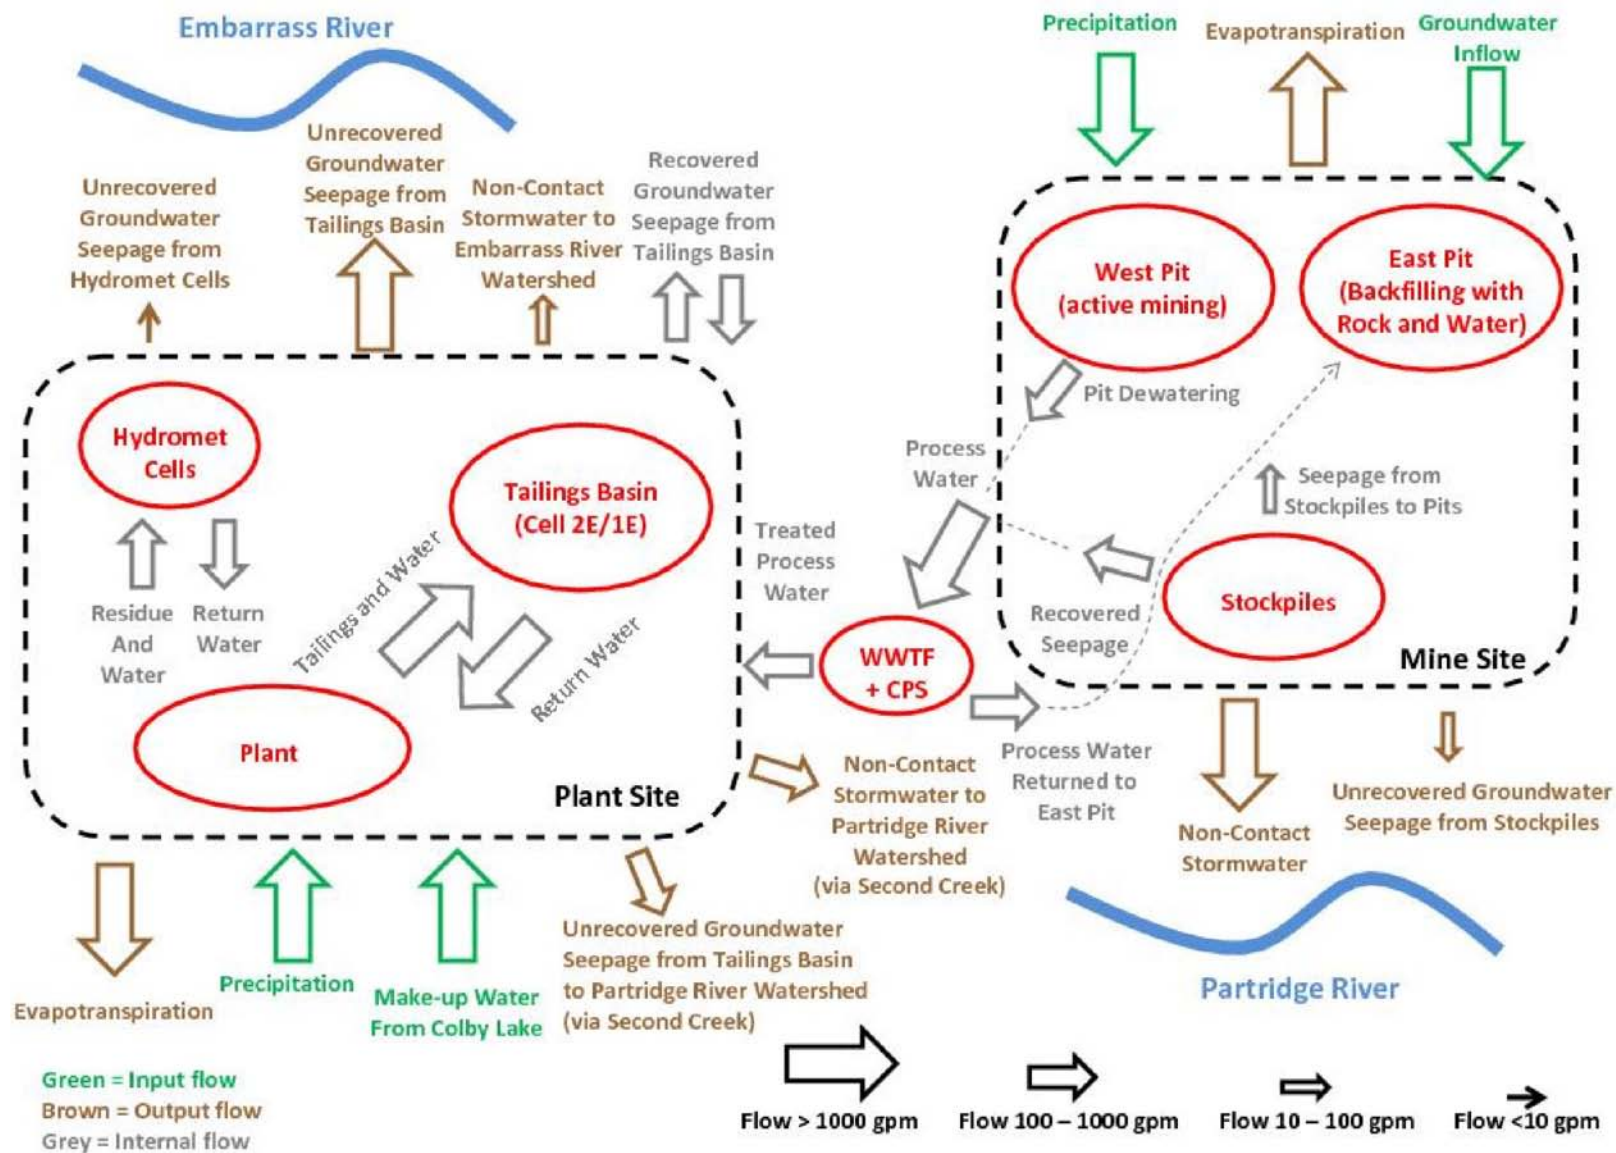 Embarrass River
Precipitation
Evapotranspiration
Groundwater
Inflow
Unrecovered
Groundwater
Seepage from
Hydromet Cells
Unrecovered
Groundwater
Seepage from
Tailings Basin
Non-Contact
Stormwater to
Embarrass River
Watershed
Recovered
Groundwater
Seepage from
Tailings Basin
West Pit
(active mining)
East Pit
(Backfilling with
Rock and Water)
Pit Dewatering
Process
Water
Seepage from
Stockpiles to Pits
Stockpiles
Recovered
Seepage
Mine Site
Hydromet
Cells
Tailings Basin
(Cell 2E/1E)
Tailings and Water
Return Water
Residue
And
Water
Return
Water
Plant
Plant Site
Treated
Process
Water
WWTF
+ CPS
Process Water
Returned to
East Pit
Non-Contact
Stormwater to
Partridge River
Watershed
(via Second Creek)
Non-Contact
Stormwater
Unrecovered Groundwater
Seepage from Stockpiles
Partridge River
Evapotranspiration
Precipitation
Make-up Water
From Colby Lake
Unrecovered Groundwater
Seepage from Tailings Basin
to Partridge River Watershed
(via Second Creek)
Green = Input flow
Brown = Output flow
Grey = Internal flow
Flow > 1000 gpm
Flow 100 – 1000 gpm
Flow 10 – 100 gpm
Flow <10 gpm